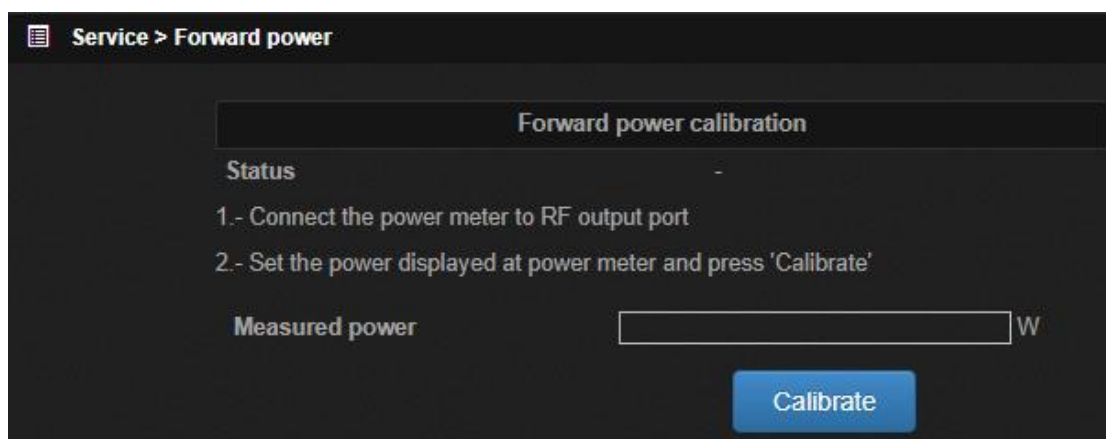 Service > Forward power
Forward power calibration
Status -
1.- Connect the power meter to RF output port
2.- Set the power displayed at power meter and press 'Calibrate'
Measured power W
Calibrate